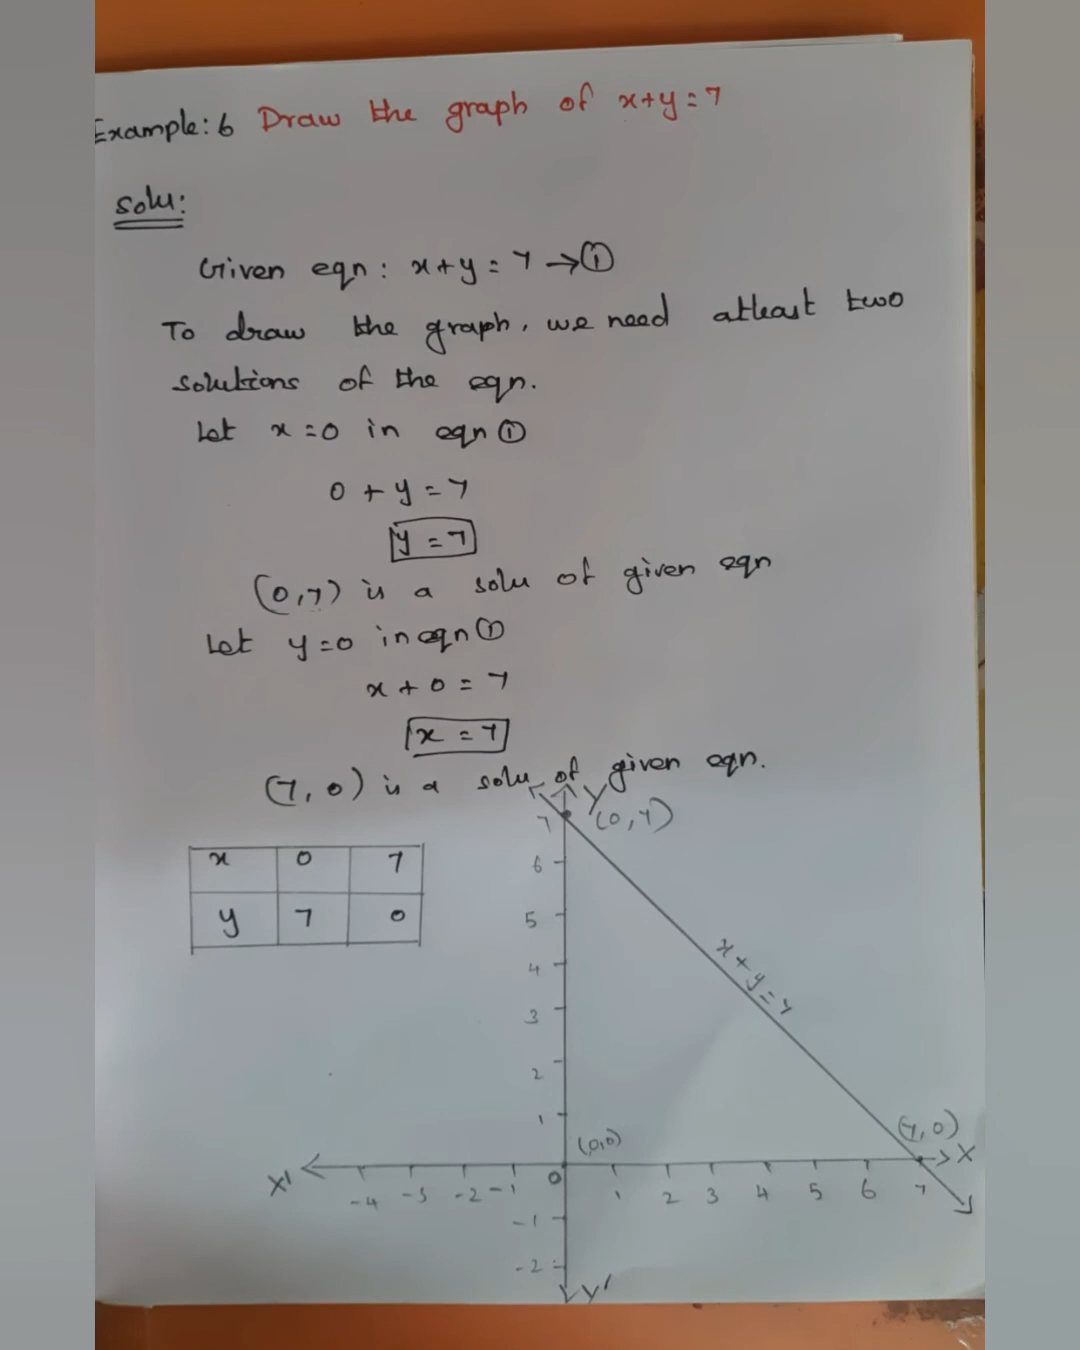 Example: 6 Draw the graph of x+y=7
solu:
Given eqn: x+y=7 →①
To draw the graph, we need atleast two
solutions of the eqn.
Let x=0 in eqn ①
0 + y = 7
y = 7
(0,7) is a solu of given eqn
Let y=0 in eqn ①
x + 0 = 7
x = 7
(7, 0) is a solu of given eqn.
x 0 7
y 7 0
Y
7 (0,7)
6
5
4
3
2
1
x+y=7
(0,0)
(7,0)
X' X
-4 -3 -2 -1 0 1 2 3 4 5 6 7
-1
-2
Y'